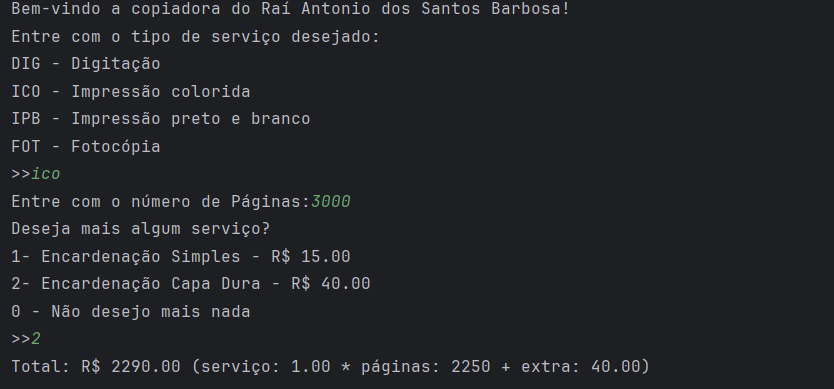 Bem-vindo a copiadora do Raí Antonio dos Santos Barbosa!
Entre com o tipo de serviço desejado:
DIG - Digitação
ICO - Impressão colorida
IPB - Impressão preto e branco
FOT - Fotocópia
>>ico
Entre com o número de Páginas:3000
Deseja mais algum serviço?
1- Encardenação Simples - R$ 15.00
2- Encardenação Capa Dura - R$ 40.00
0 - Não desejo mais nada
>>2
Total: R$ 2290.00 (serviço: 1.00 * páginas: 2250 + extra: 40.00)